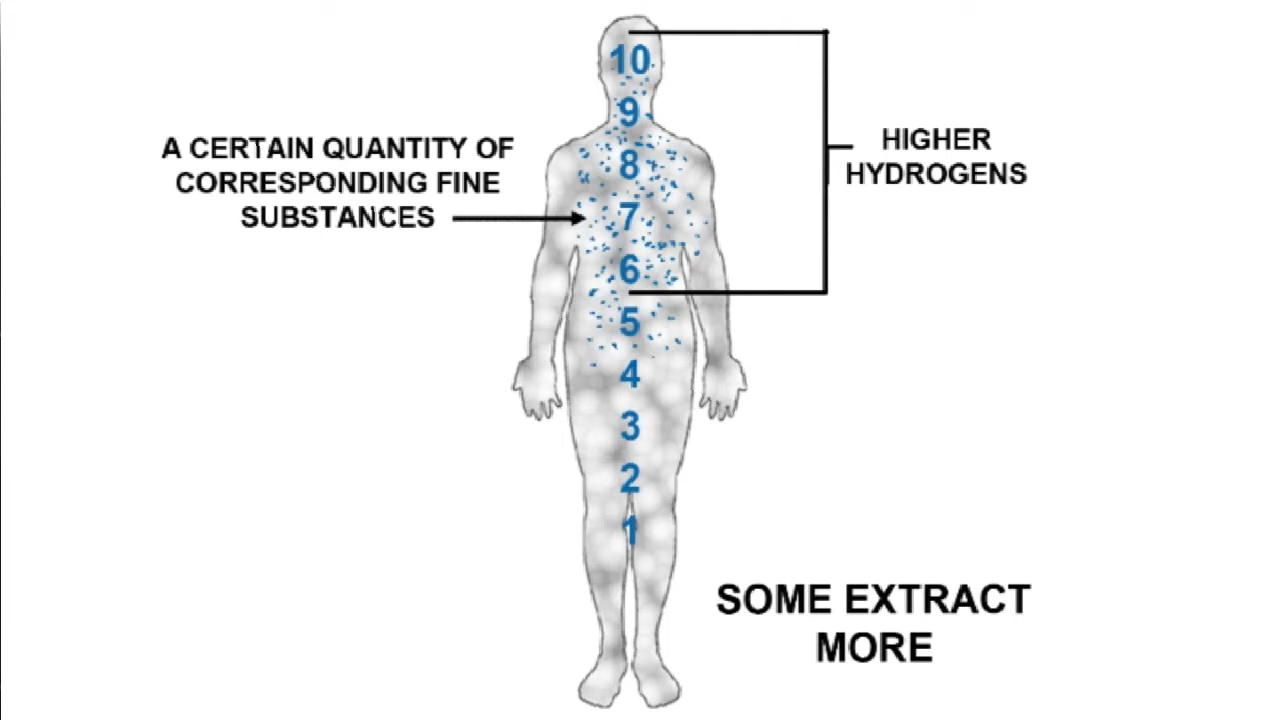 10
9
8
7
6
5
4
3
2
1
A CERTAIN QUANTITY OF
CORRESPONDING FINE
SUBSTANCES
HIGHER
HYDROGENS
SOME EXTRACT
MORE